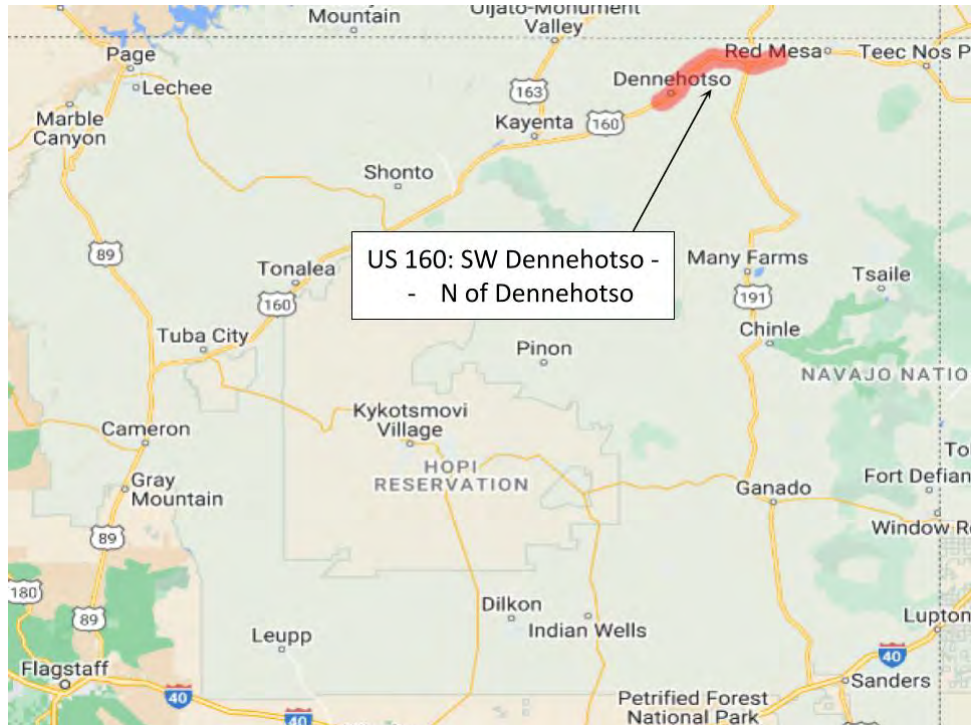 Mountain
Oljato-Monument
Valley
Page
Lechee
Red Mesa
Teec Nos P
Dennehotso
163
Marble
Canyon
Kayenta
160
Shonto
89
US 160: SW Dennehotso -
- N of Dennehotso
Many Farms
Tonalea
Tsaile
160
191
Tuba City
Chinle
Pinon
NAVAJO NATIO
Kykotsmovi
Village
Cameron
To
HOPI
RESERVATION
Gray
Mountain
Fort Defian
Ganado
Window Ro
89
180
Dilkon
89
Indian Wells
Lupton
Leupp
40
Flagstaff
Sanders
40
Petrified Forest
National Park
40